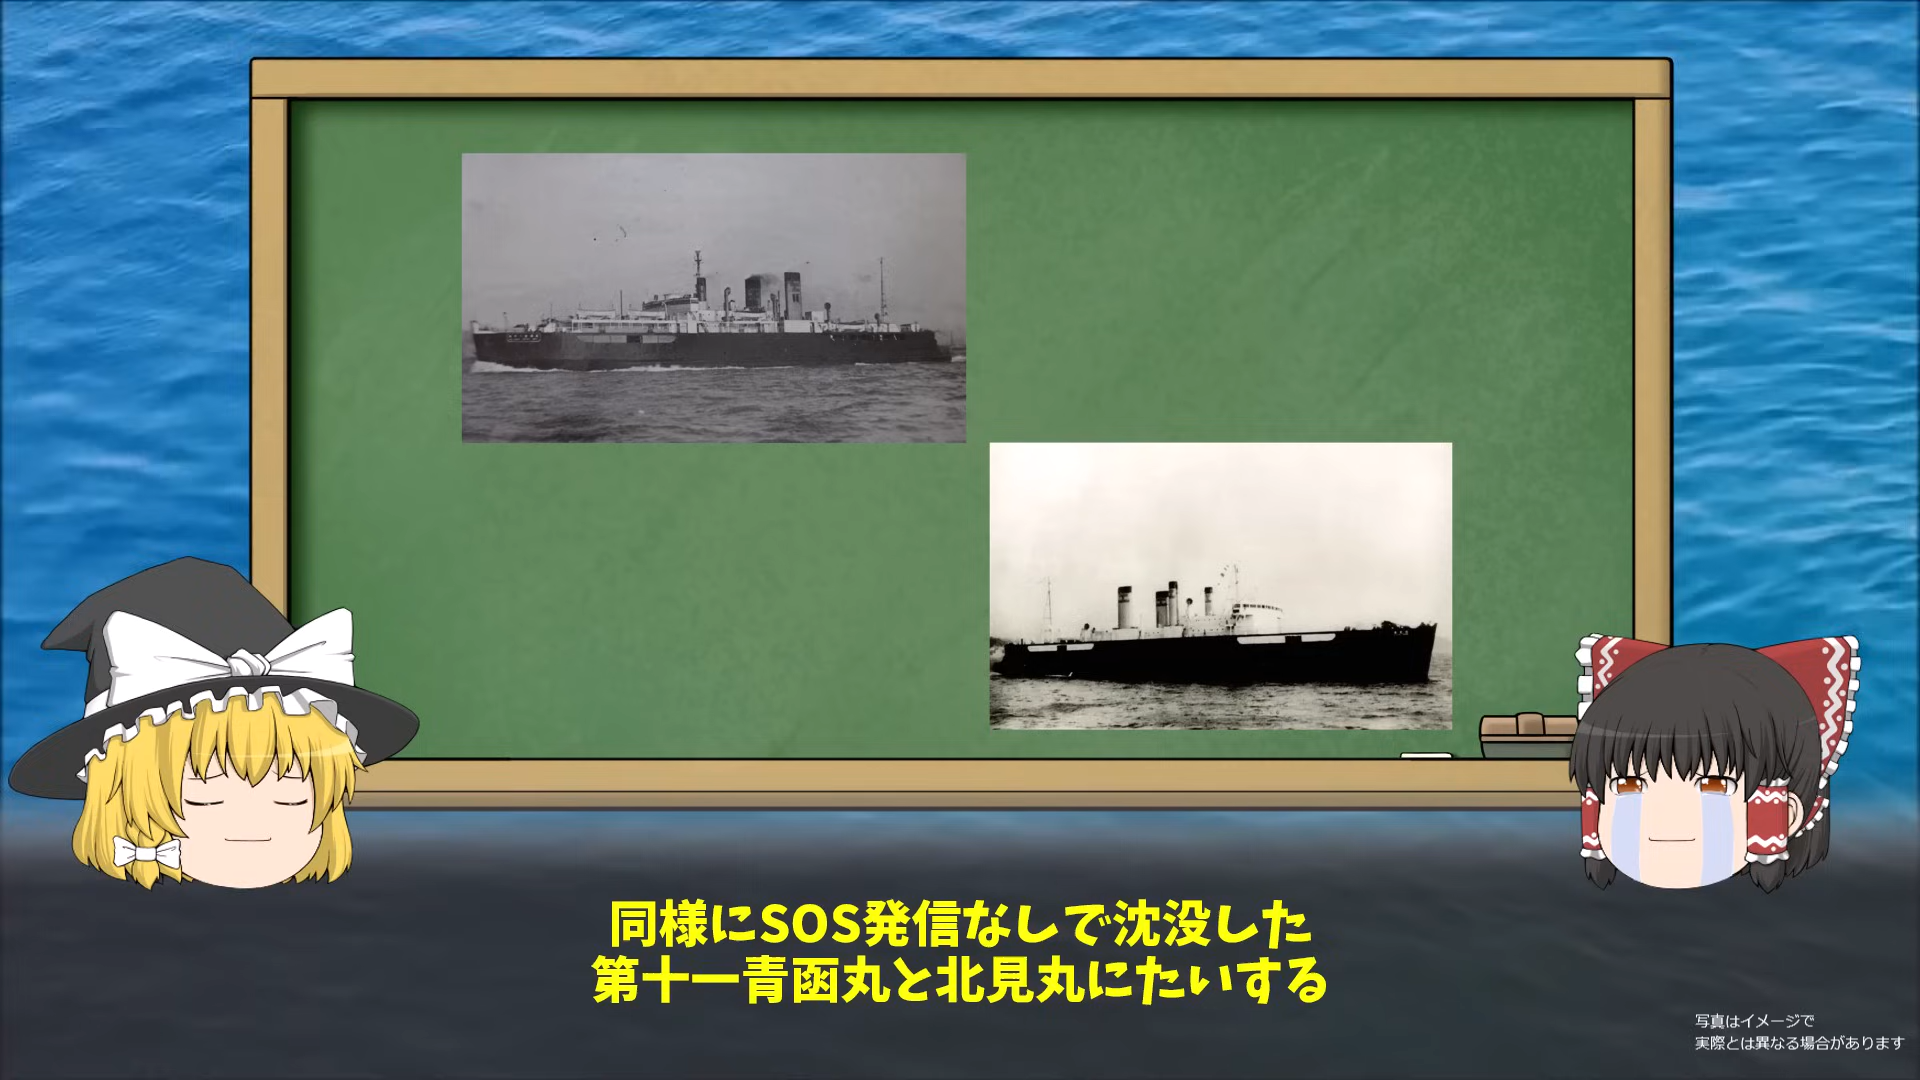 同様にSOS発信なしで沈没した
第十一青函丸と北見丸にたいする
写真はイメージで
実際とは異なる場合があります